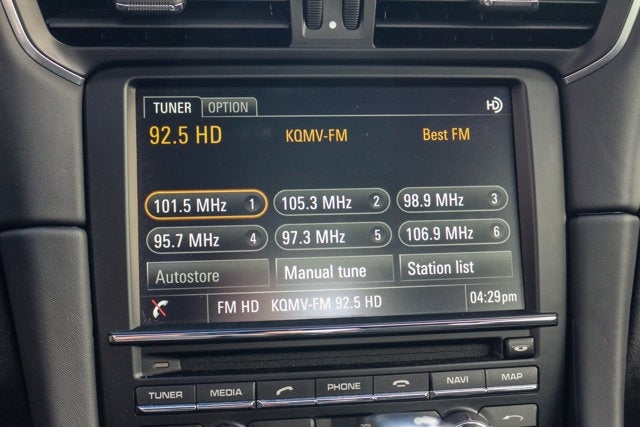 TUNER OPTION HD
92.5 HD KQMV-FM Best FM
101.5 MHz 1 105.3 MHz 2 98.9 MHz 3
95.7 MHz 4 97.3 MHz 5 106.9 MHz 6
Autostore Manual tune Station list
FM HD KQMV-FM 92.5 HD 04:29pm
TUNER MEDIA PHONE NAVI MAP